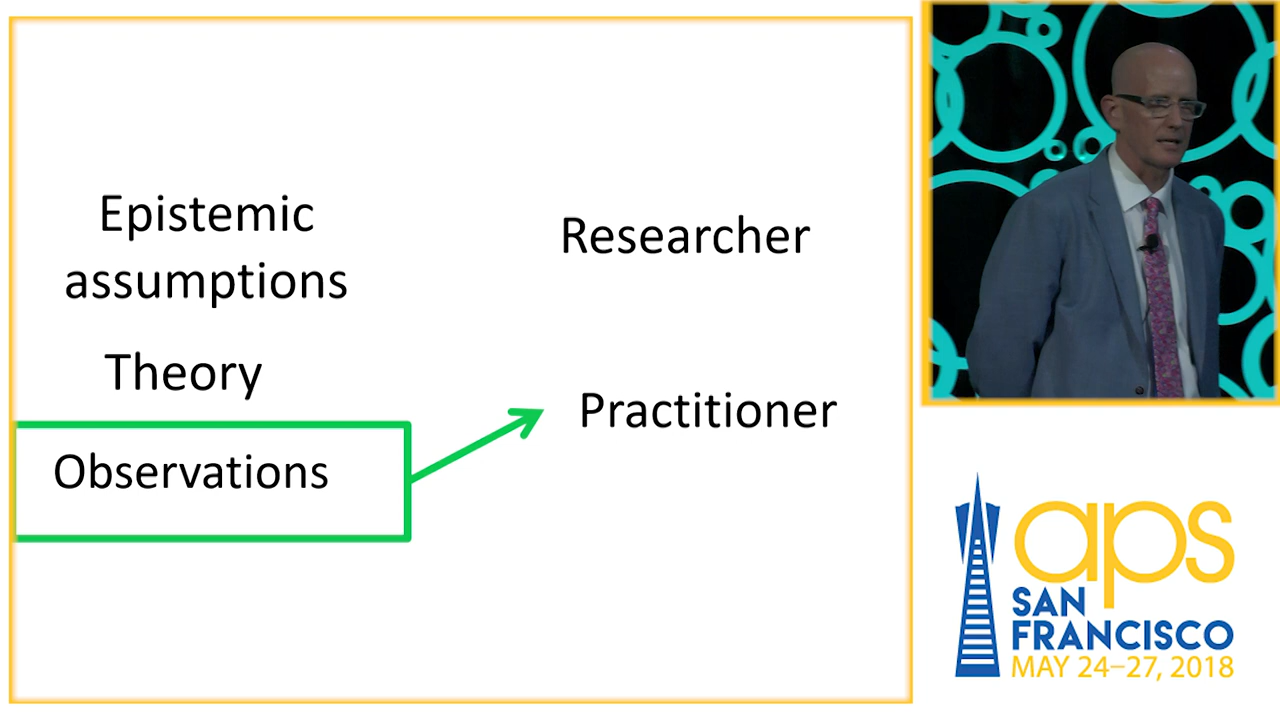 Epistemic
assumptions
Theory
Observations
Researcher
Practitioner
aps
SAN
FRANCISCO
MAY 24–27, 2018